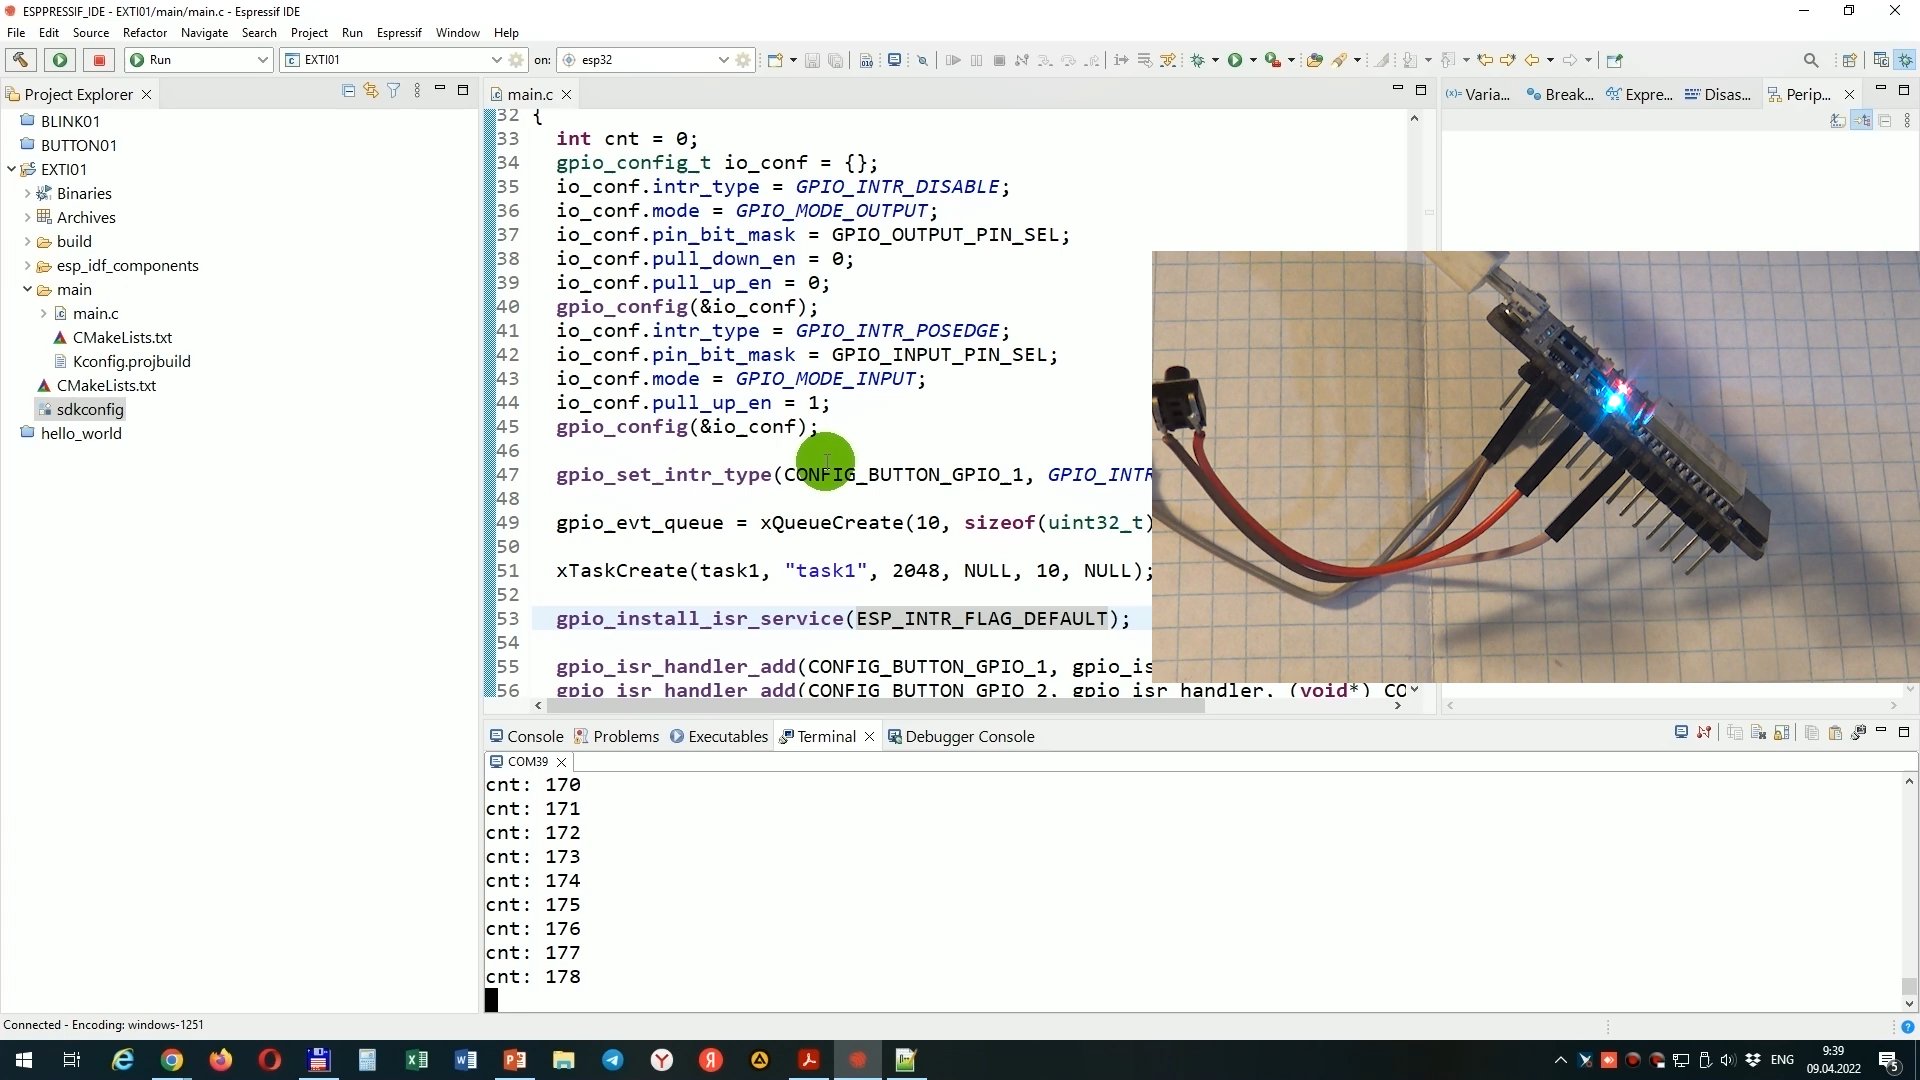 ESPPRESSIF_IDE - EXTI01/main/main.c - Espressif IDE
File Edit Source Refactor Navigate Search Project Run Espressif Window Help
Run EXTI01 on: esp32
Project Explorer
BLINK01
BUTTON01
EXTI01
Binaries
Archives
build
esp_idf_components
main
main.c
CMakeLists.txt
Kconfig.projbuild
CMakeLists.txt
sdkconfig
hello_world
main.c
32 {
33 int cnt = 0;
34 gpio_config_t io_conf = {};
35 io_conf.intr_type = GPIO_INTR_DISABLE;
36 io_conf.mode = GPIO_MODE_OUTPUT;
37 io_conf.pin_bit_mask = GPIO_OUTPUT_PIN_SEL;
38 io_conf.pull_down_en = 0;
39 io_conf.pull_up_en = 0;
40 gpio_config(&io_conf);
41 io_conf.intr_type = GPIO_INTR_POSEDGE;
42 io_conf.pin_bit_mask = GPIO_INPUT_PIN_SEL;
43 io_conf.mode = GPIO_MODE_INPUT;
44 io_conf.pull_up_en = 1;
45 gpio_config(&io_conf);
46
47 gpio_set_intr_type(CONFIG_BUTTON_GPIO_1, GPIO_INTR
48
49 gpio_evt_queue = xQueueCreate(10, sizeof(uint32_t)
50
51 xTaskCreate(task1, "task1", 2048, NULL, 10, NULL);
52
53 gpio_install_isr_service(ESP_INTR_FLAG_DEFAULT);
54
55 gpio_isr_handler_add(CONFIG_BUTTON_GPIO_1, gpio_is
56 gpio_isr_handler_add(CONFIG_BUTTON_GPIO_2, gpio_isr_handler, (void*) CO
(x)= Varia... Break... Expre... Disas... Perip...
Console Problems Executables Terminal Debugger Console
COM39
cnt: 170
cnt: 171
cnt: 172
cnt: 173
cnt: 174
cnt: 175
cnt: 176
cnt: 177
cnt: 178
Connected - Encoding: windows-1251
ENG
9:39
09.04.2022
5